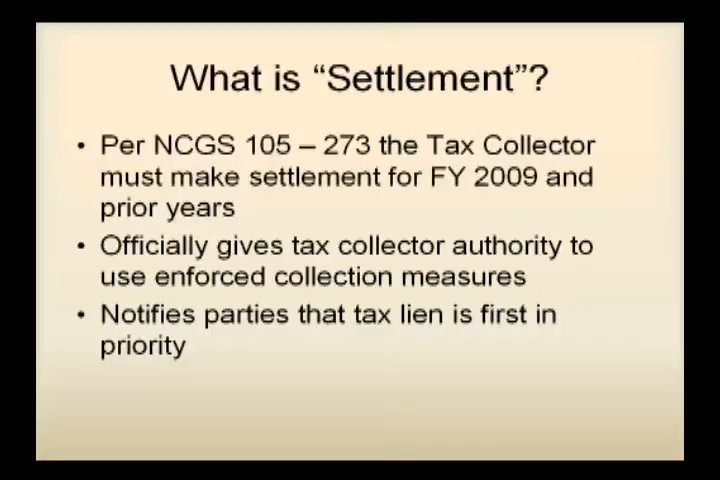 What is “Settlement”?
• Per NCGS 105 – 273 the Tax Collector
must make settlement for FY 2009 and
prior years
• Officially gives tax collector authority to
use enforced collection measures
• Notifies parties that tax lien is first in
priority